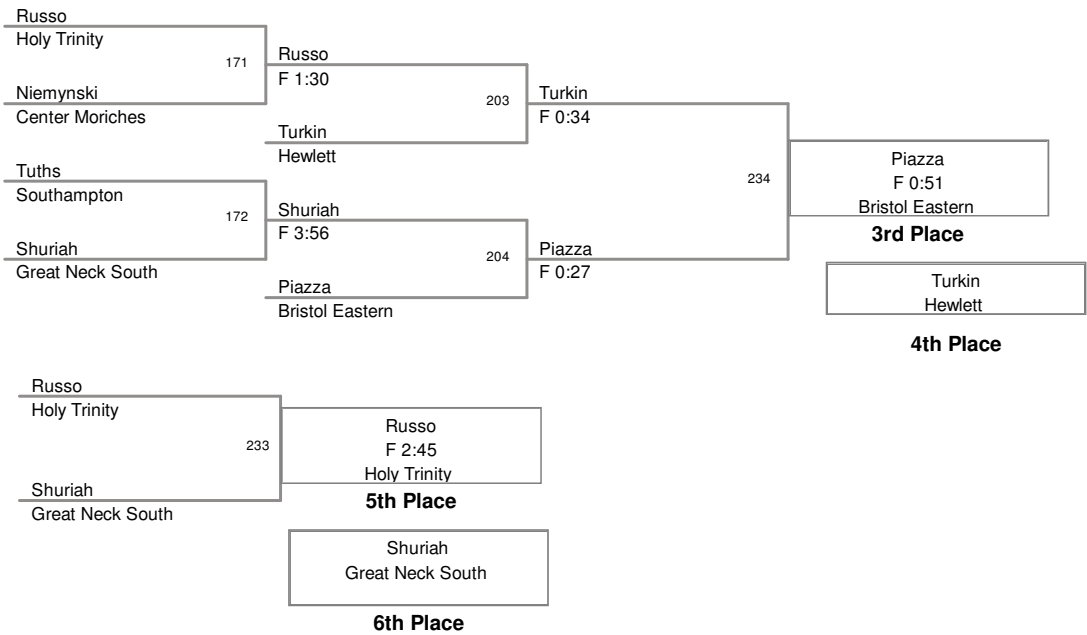 Russo
Holy Trinity
171
Niemynski
Center Moriches
Russo
F 1:30
203
Turkin
Hewlett
Tuths
Southampton
172
Shuriah
Great Neck South
Shuriah
F 3:56
204
Piazza
Bristol Eastern
Turkin
F 0:34
234
Piazza
F 0:27
Piazza
F 0:51
Bristol Eastern
3rd Place
Turkin
Hewlett
4th Place
Russo
Holy Trinity
233
Shuriah
Great Neck South
Russo
F 2:45
Holy Trinity
5th Place
Shuriah
Great Neck South
6th Place